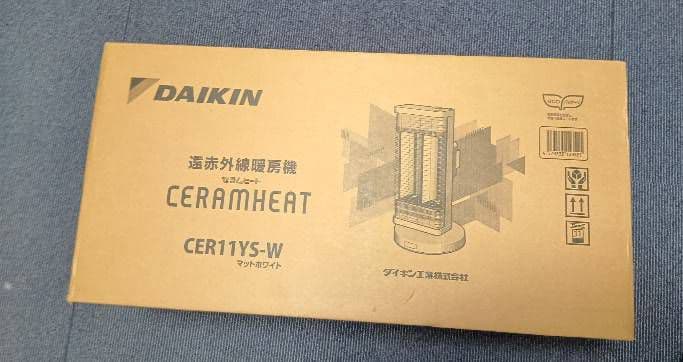 DAIKIN
遠赤外線暖房機
セラムヒート
CERAMHEAT
CER11YS-W
マットホワイト
ダイキン工業株式会社
31